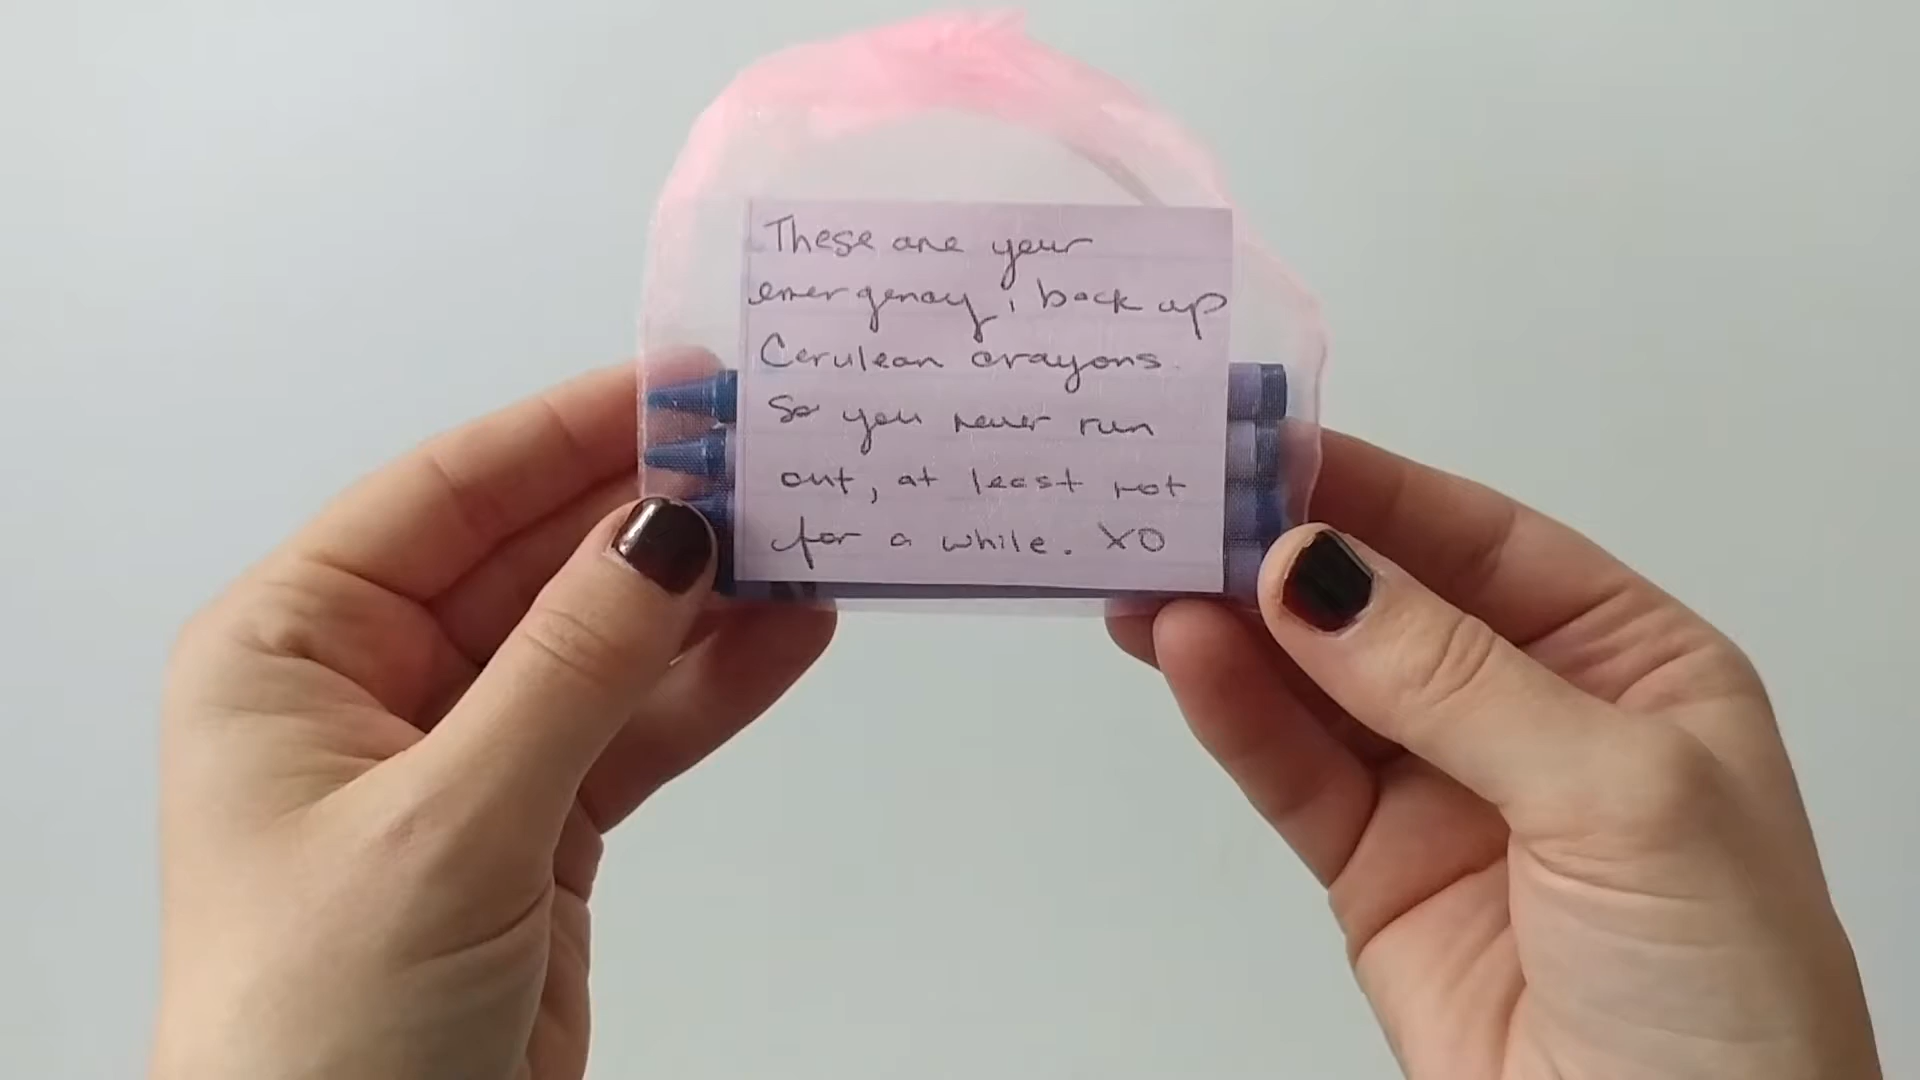 These are your
emergency, back up
Cerulean crayons.
So you never run
out, at least not
for a while. XO